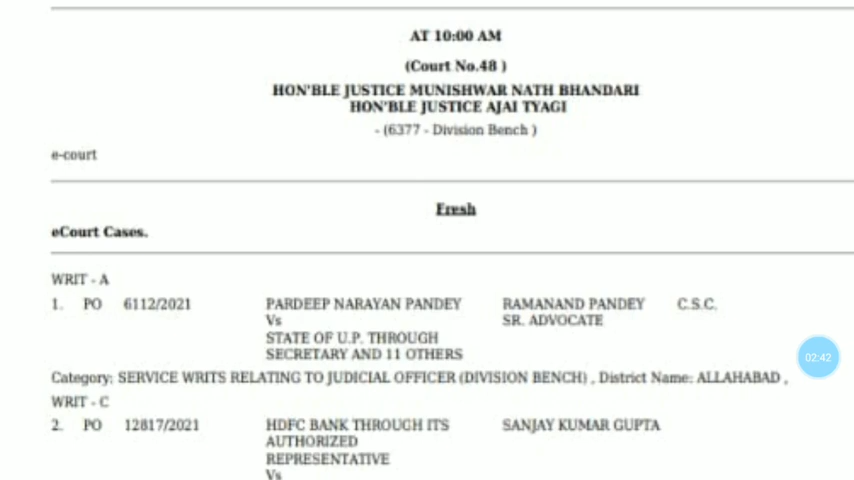 AT 10:00 AM
(Court No.48 )
HON'BLE JUSTICE MUNISHWAR NATH BHANDARI
HON'BLE JUSTICE AJAI TYAGI
- (6377 - Division Bench )
e-court
Fresh
eCourt Cases.
WRIT - A
1. PO 6112/2021 PARDEEP NARAYAN PANDEY RAMANAND PANDEY C.S.C.
Vs SR. ADVOCATE
STATE OF U.P. THROUGH
SECRETARY AND 11 OTHERS
02:42
Category: SERVICE WRITS RELATING TO JUDICIAL OFFICER (DIVISION BENCH) , District Name: ALLAHABAD ,
WRIT - C
2. PO 12817/2021 HDFC BANK THROUGH ITS SANJAY KUMAR GUPTA
AUTHORIZED
REPRESENTATIVE
Vs